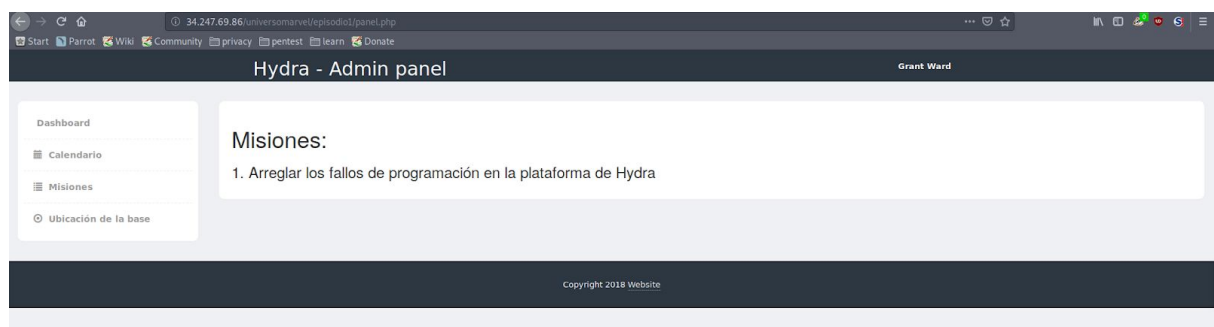 34.247.69.86/universomarvel/episodio1/panel.php
Start Parrot Wiki Community privacy pentest learn Donate
Hydra - Admin panel
Grant Ward
Dashboard
Calendario
Misiones
Ubicación de la base
Misiones:
1. Arreglar los fallos de programación en la plataforma de Hydra
Copyright 2018 Website